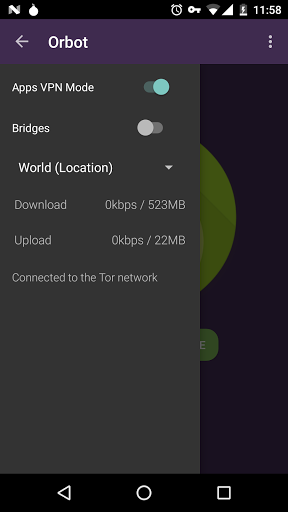 11:58
Orbot
Apps VPN Mode
Bridges
World (Location)
Download 0kbps / 523MB
Upload 0kbps / 22MB
Connected to the Tor network
E